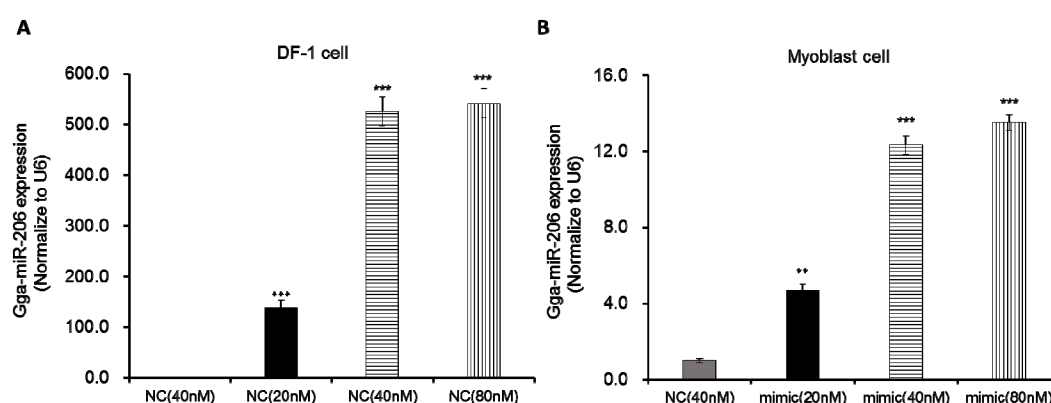 A
DF-1 cell
Gga-miR-206 expression
(Normalize to U6)
600.0
500.0
400.0
300.0
200.0
100.0
0.0
***
***
***
NC(40nM)
NC(20nM)
NC(40nM)
NC(80nM)
B
Myoblast cell
Gga-miR-206 expression
(Normalize to U6)
16.0
12.0
8.0
4.0
0.0
**
***
***
NC(40nM)
mimic(20nM)
mimic(40nM)
mimic(80nM)